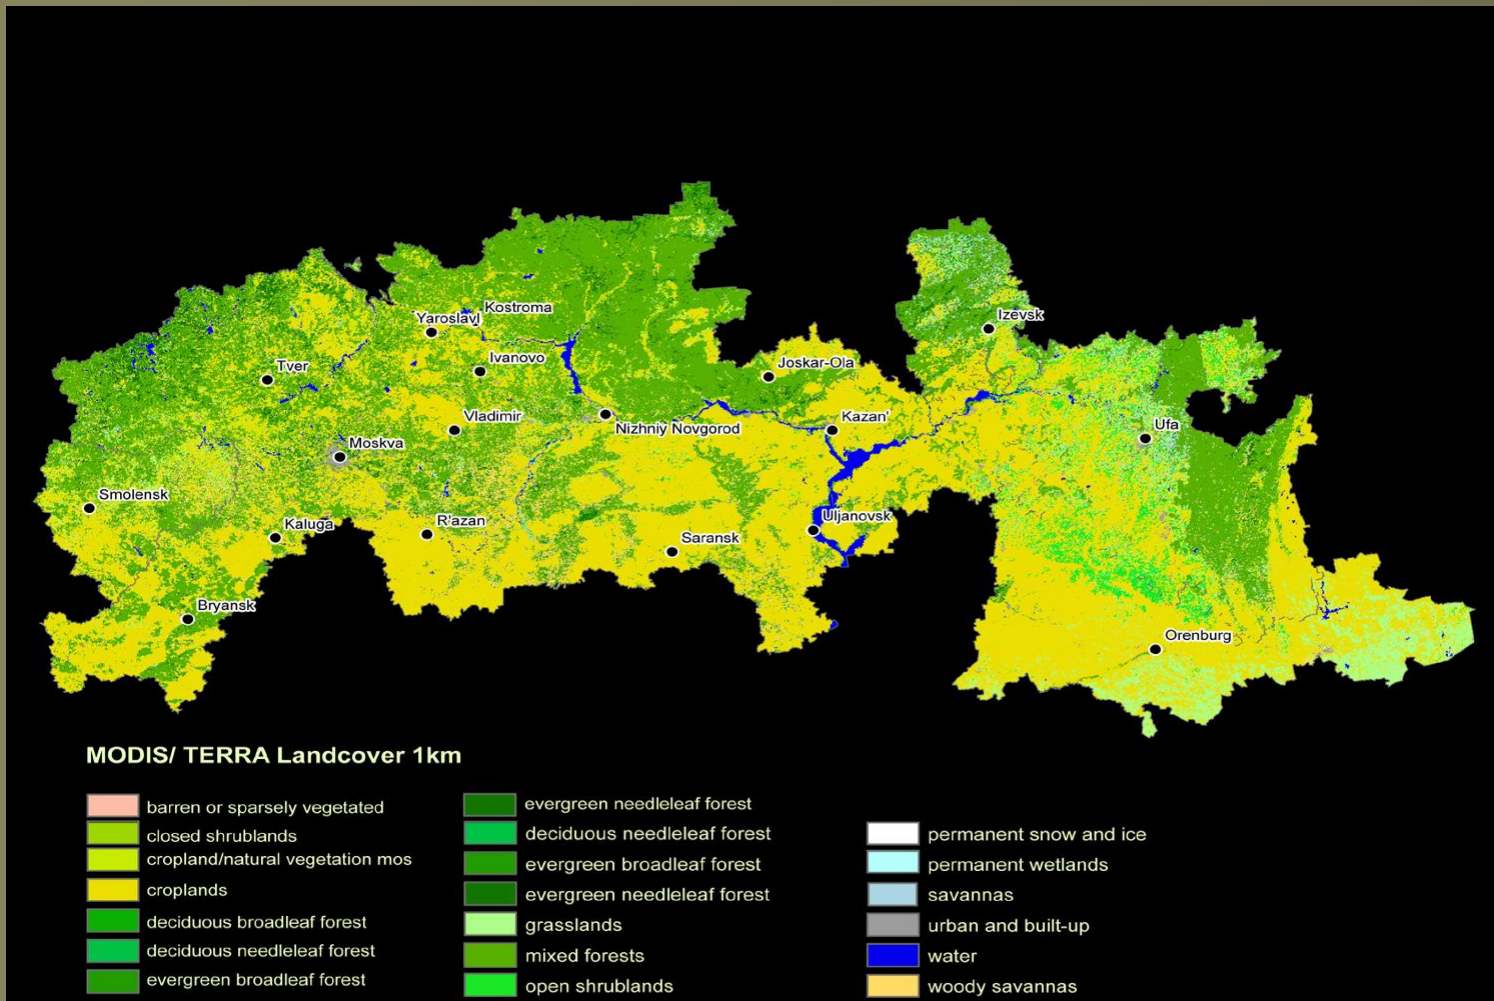 Kostroma
Yaroslavl
Izevsk
Ivanovo
Joskar-Ola
Tver
Vladimir
Kazan'
Nizhniy Novgorod
Ufa
Moskva
Smolensk
Kaluga
R'azan
Uljanovsk
Saransk
Bryansk
Orenburg
MODIS/ TERRA Landcover 1km
barren or sparsely vegetated
closed shrublands
cropland/natural vegetation mos
croplands
deciduous broadleaf forest
deciduous needleleaf forest
evergreen broadleaf forest
evergreen needleleaf forest
deciduous needleleaf forest
evergreen broadleaf forest
evergreen needleleaf forest
grasslands
mixed forests
open shrublands
permanent snow and ice
permanent wetlands
savannas
urban and built-up
water
woody savannas